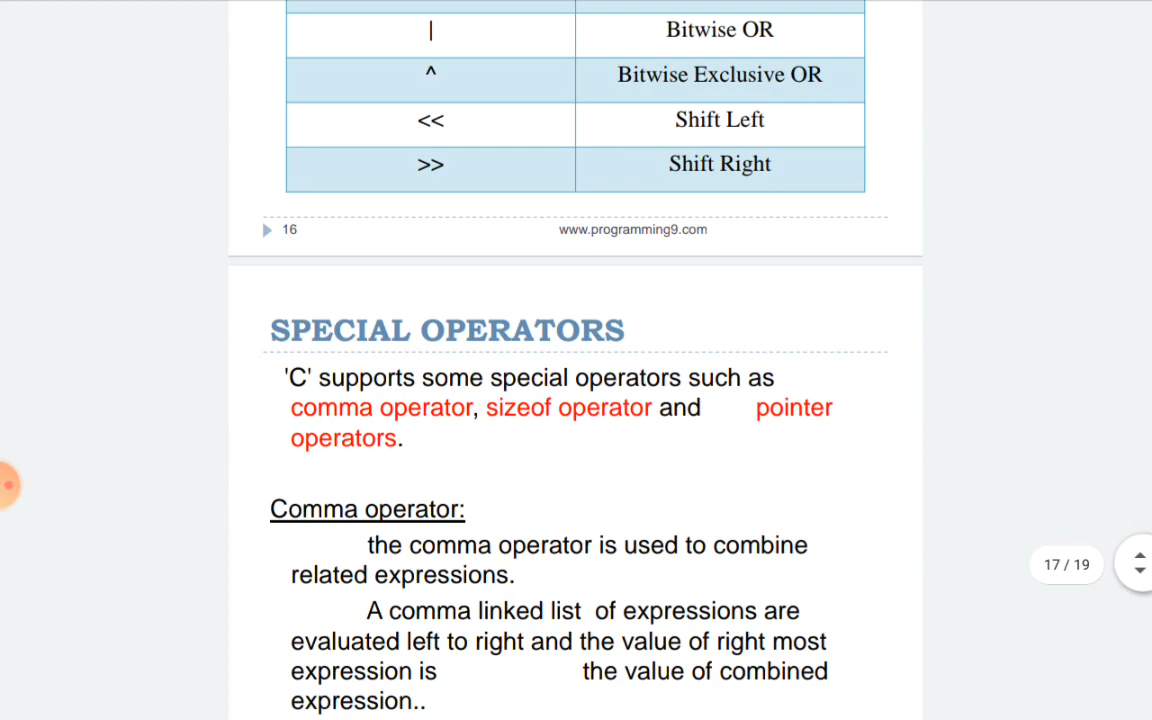 | Bitwise OR
^ Bitwise Exclusive OR
<< Shift Left
>> Shift Right
16 www.programming9.com
SPECIAL OPERATORS
'C' supports some special operators such as
comma operator, sizeof operator and pointer
operators.
Comma operator:
the comma operator is used to combine
related expressions.
17 / 19
A comma linked list of expressions are
evaluated left to right and the value of right most
expression is the value of combined
expression..